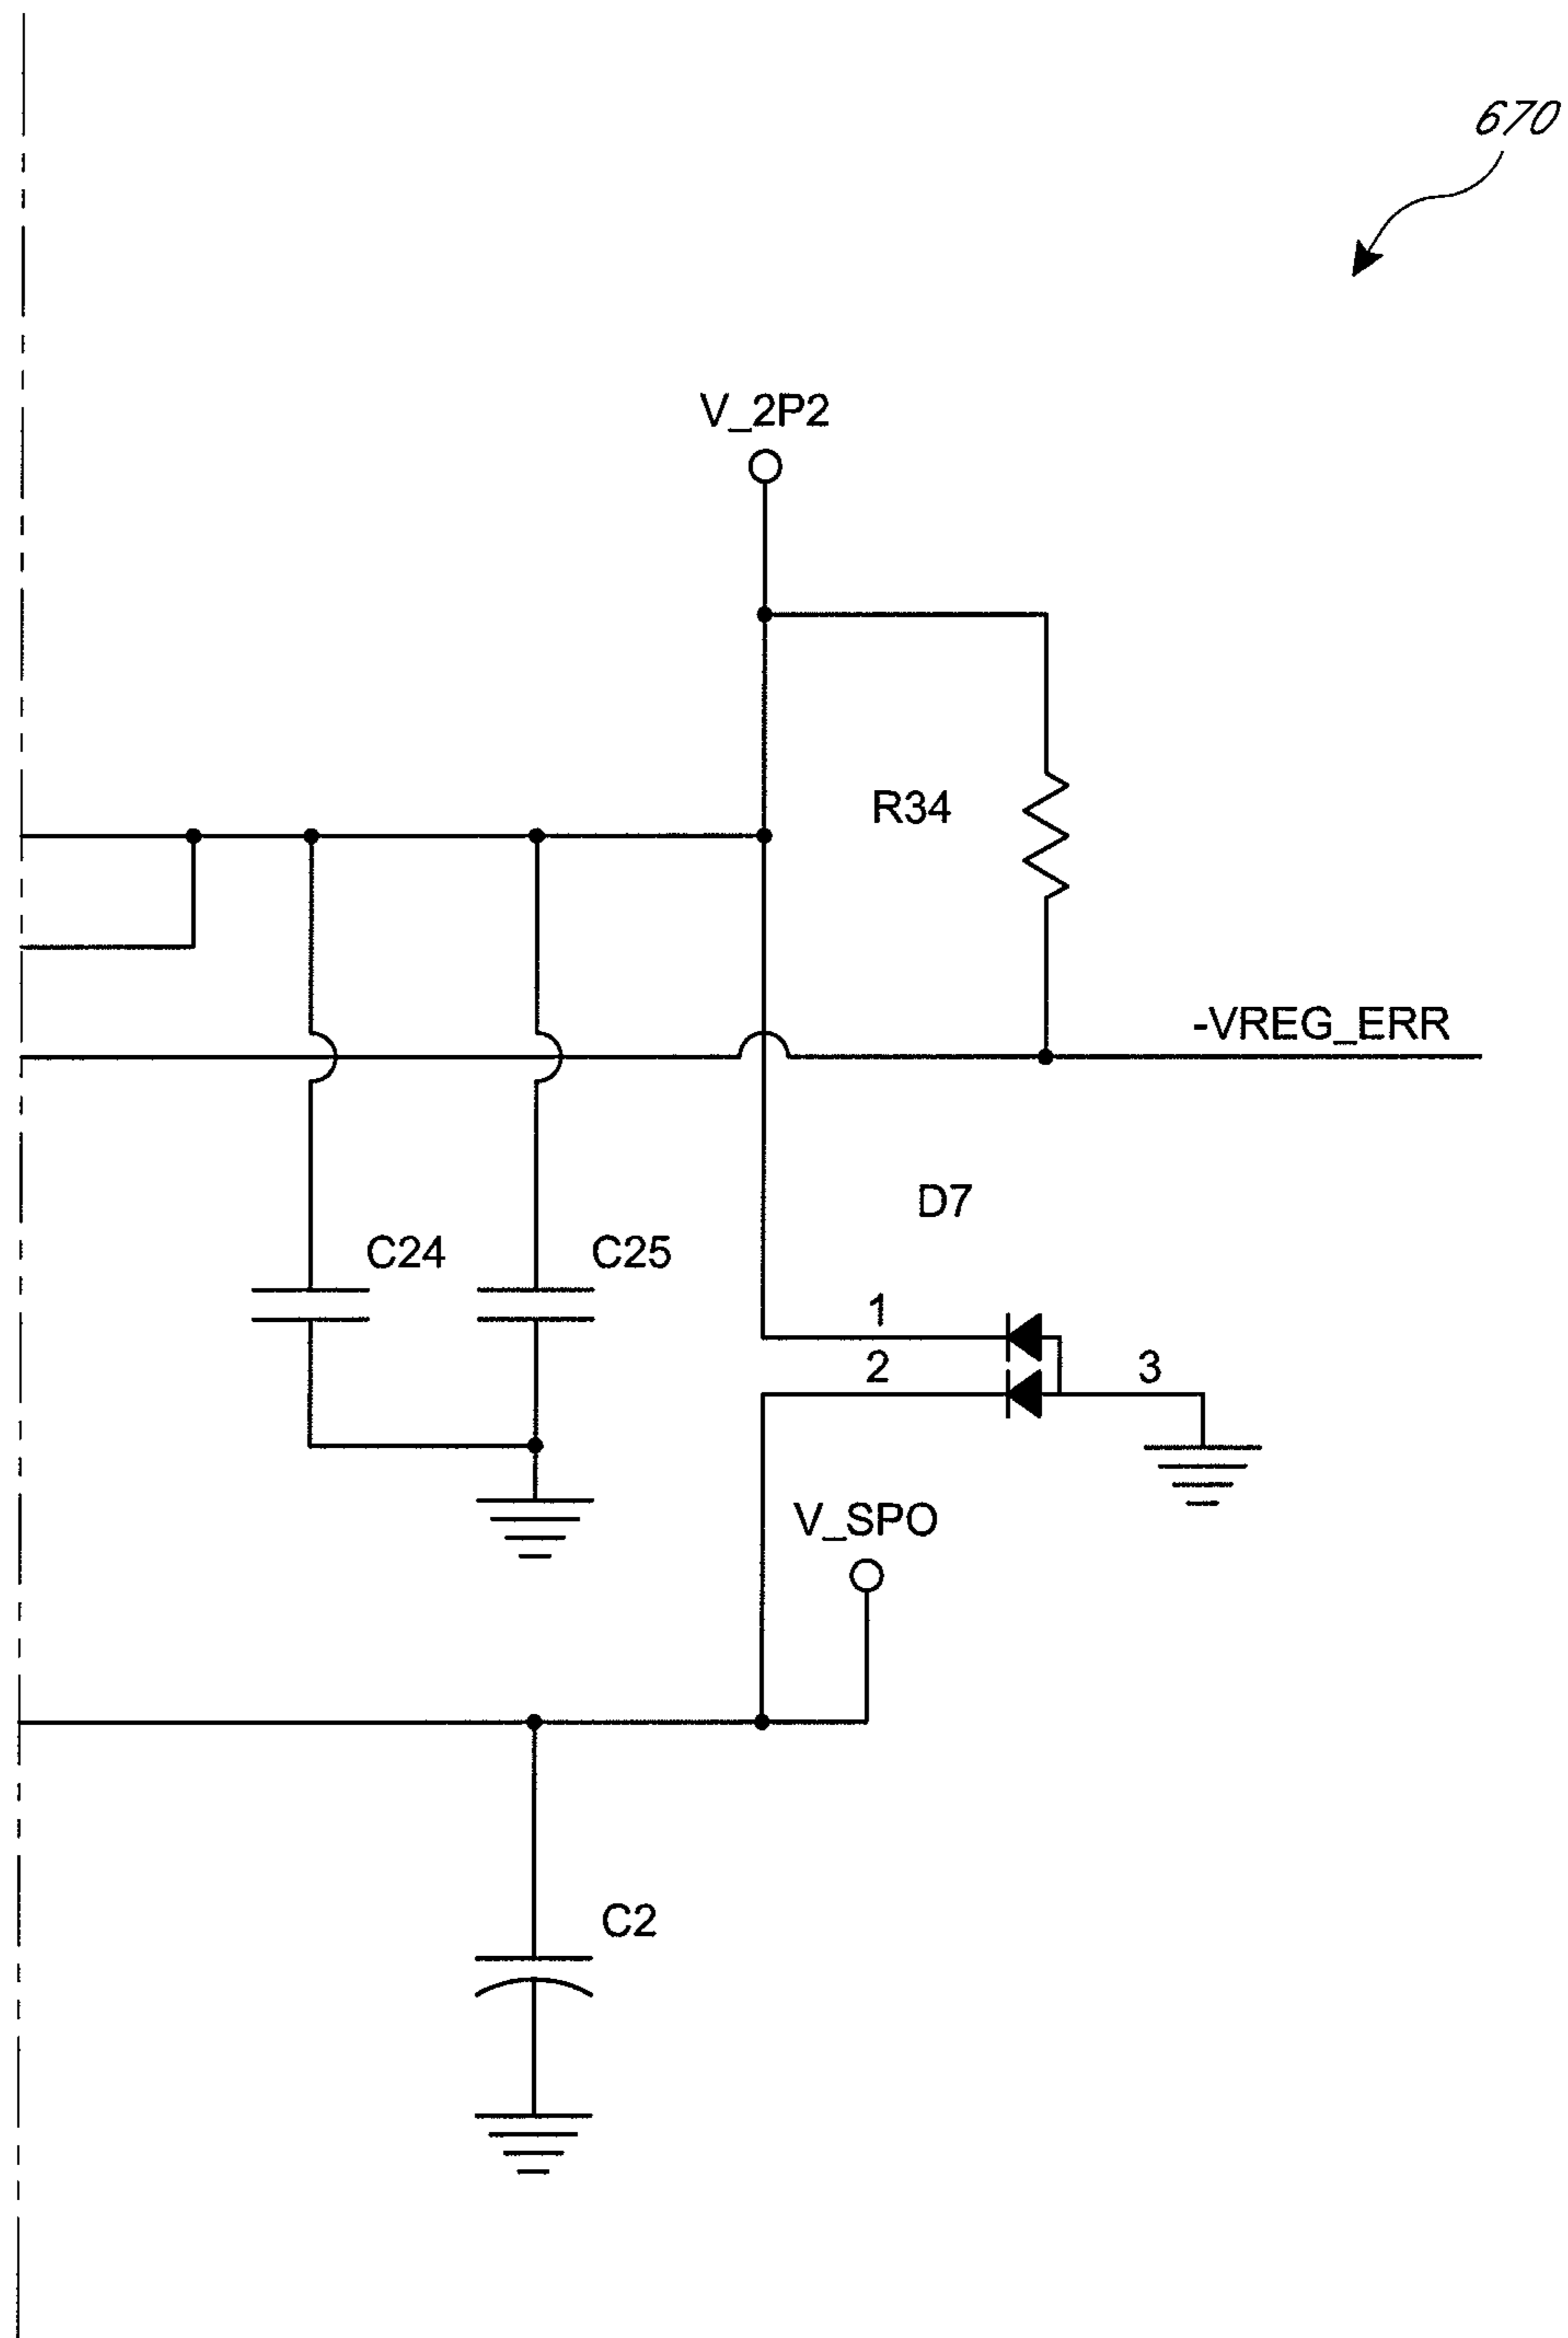 670
V_2P2
R34
-VREG_ERR
D7
C24
C25
1
2
3
V_SPO
C2